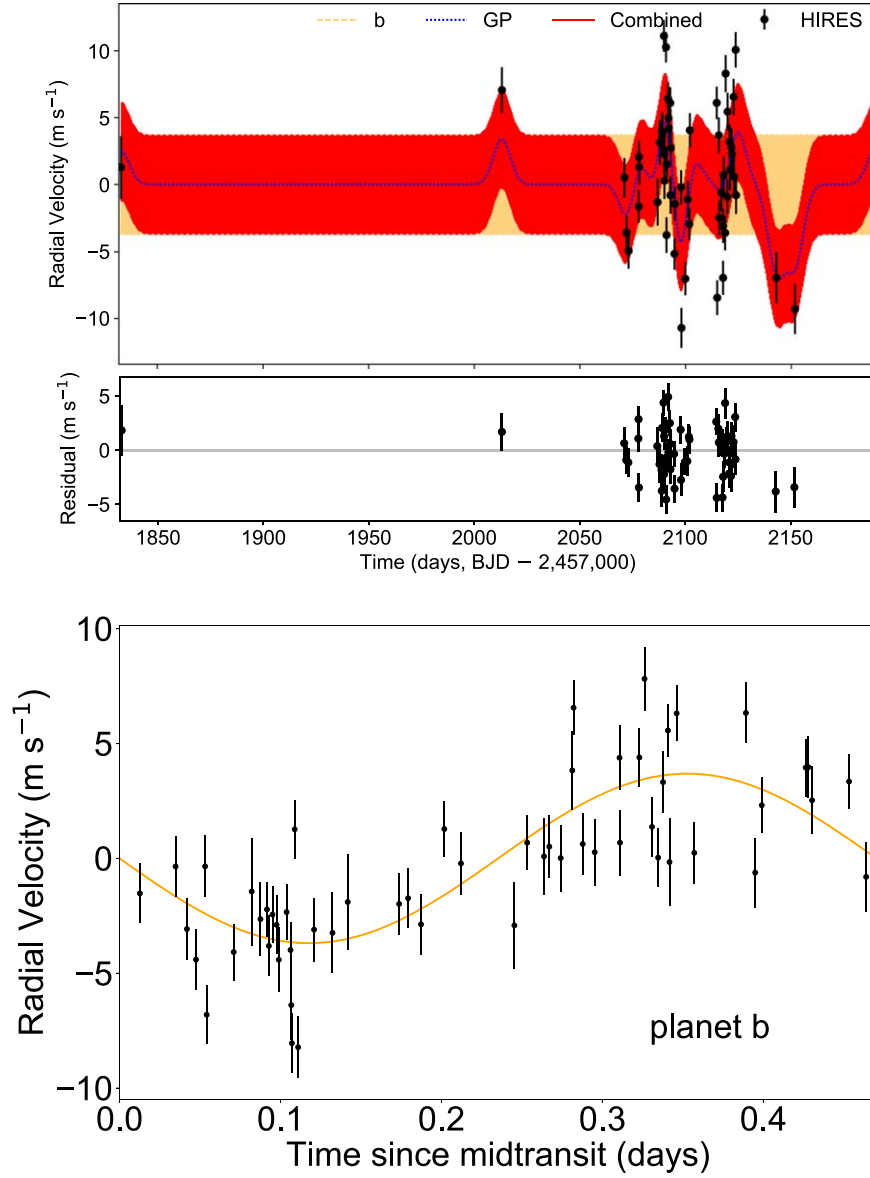 b GP Combined HIRES
10
5
0
−5
−10
Radial Velocity (m s⁻¹)
5
0
−5
Residual (m s⁻¹)
1850 1900 1950 2000 2050 2100 2150
Time (days, BJD − 2,457,000)
10
5
0
−5
−10
Radial Velocity (m s⁻¹)
planet b
0.0 0.1 0.2 0.3 0.4
Time since midtransit (days)